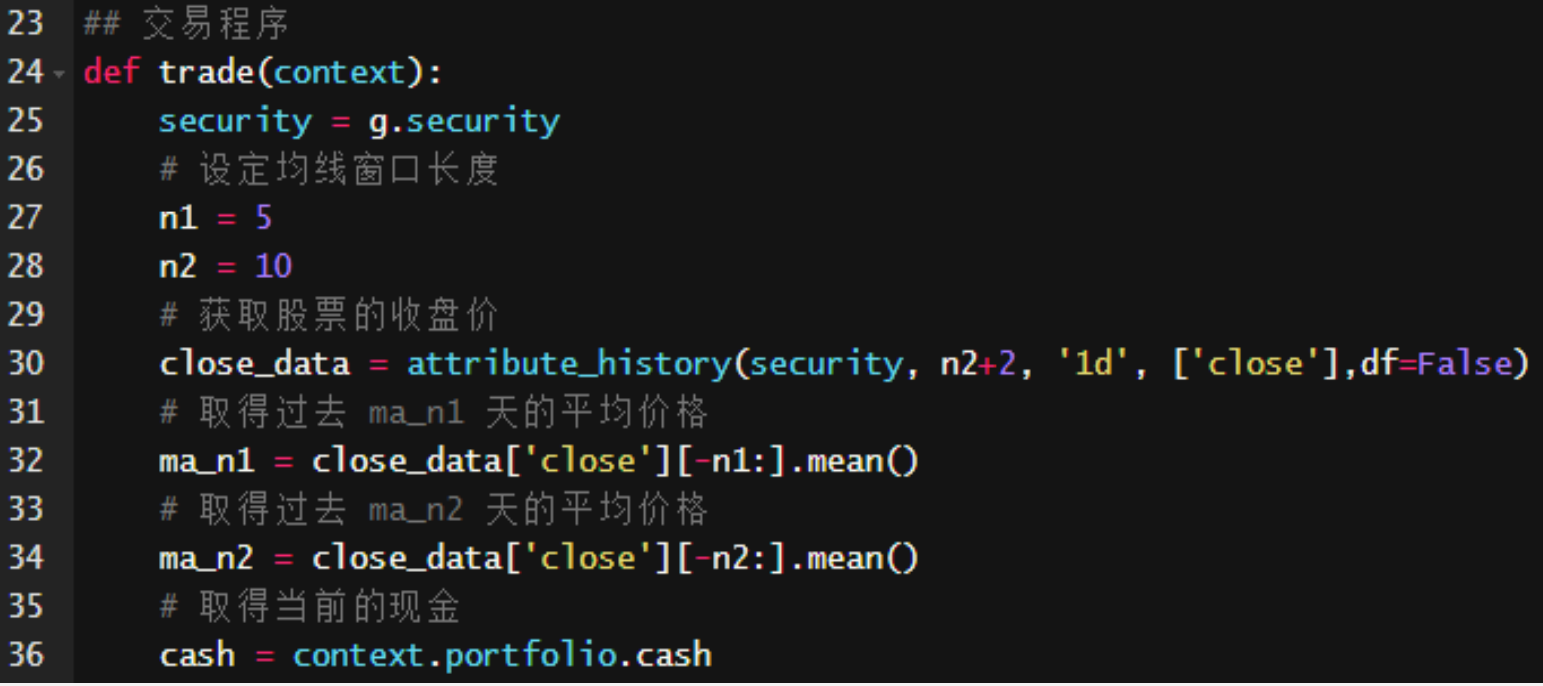 23 ## 交易程序
24 def trade(context):
25     security = g.security
26     # 设定均线窗口长度
27     n1 = 5
28     n2 = 10
29     # 获取股票的收盘价
30     close_data = attribute_history(security, n2+2, '1d', ['close'],df=False)
31     # 取得过去 ma_n1 天的平均价格
32     ma_n1 = close_data['close'][-n1:].mean()
33     # 取得过去 ma_n2 天的平均价格
34     ma_n2 = close_data['close'][-n2:].mean()
35     # 取得当前的现金
36     cash = context.portfolio.cash